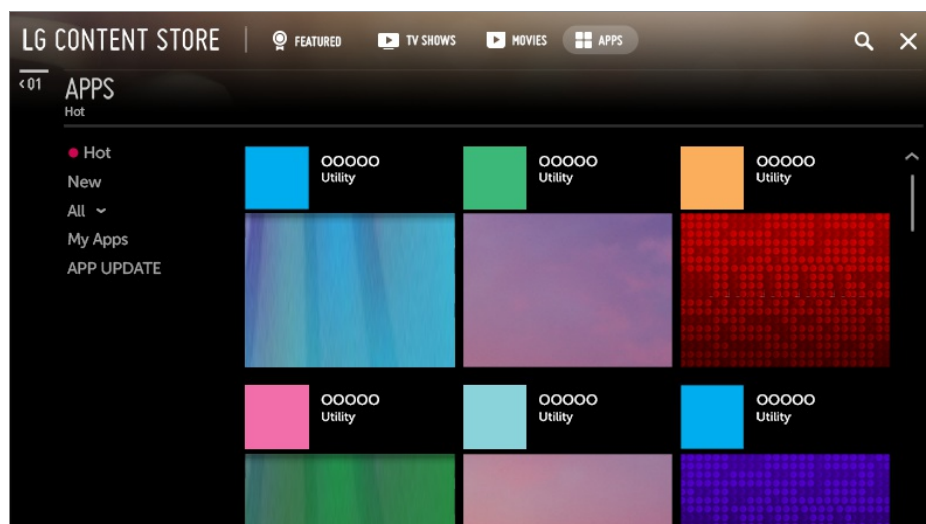 LG CONTENT STORE
FEATURED
TV SHOWS
MOVIES
APPS
<01
APPS
Hot
Hot
New
All
My Apps
APP UPDATE
OOOOO
Utility
OOOOO
Utility
OOOOO
Utility
OOOOO
Utility
OOOOO
Utility
OOOOO
Utility